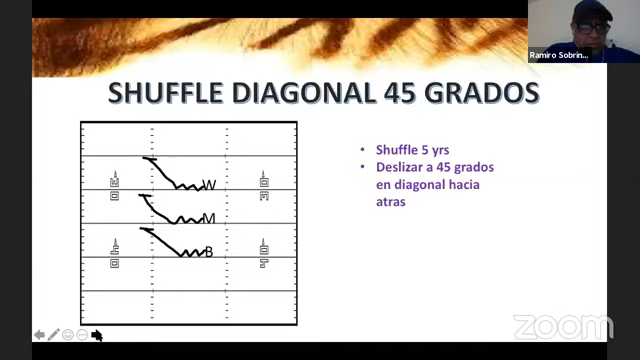 Ramiro Sobrin...
SHUFFLE DIAGONAL 45 GRADOS
• Shuffle 5 yrs
• Deslizar a 45 grados
en diagonal hacia
atras
W
M
B
zoom